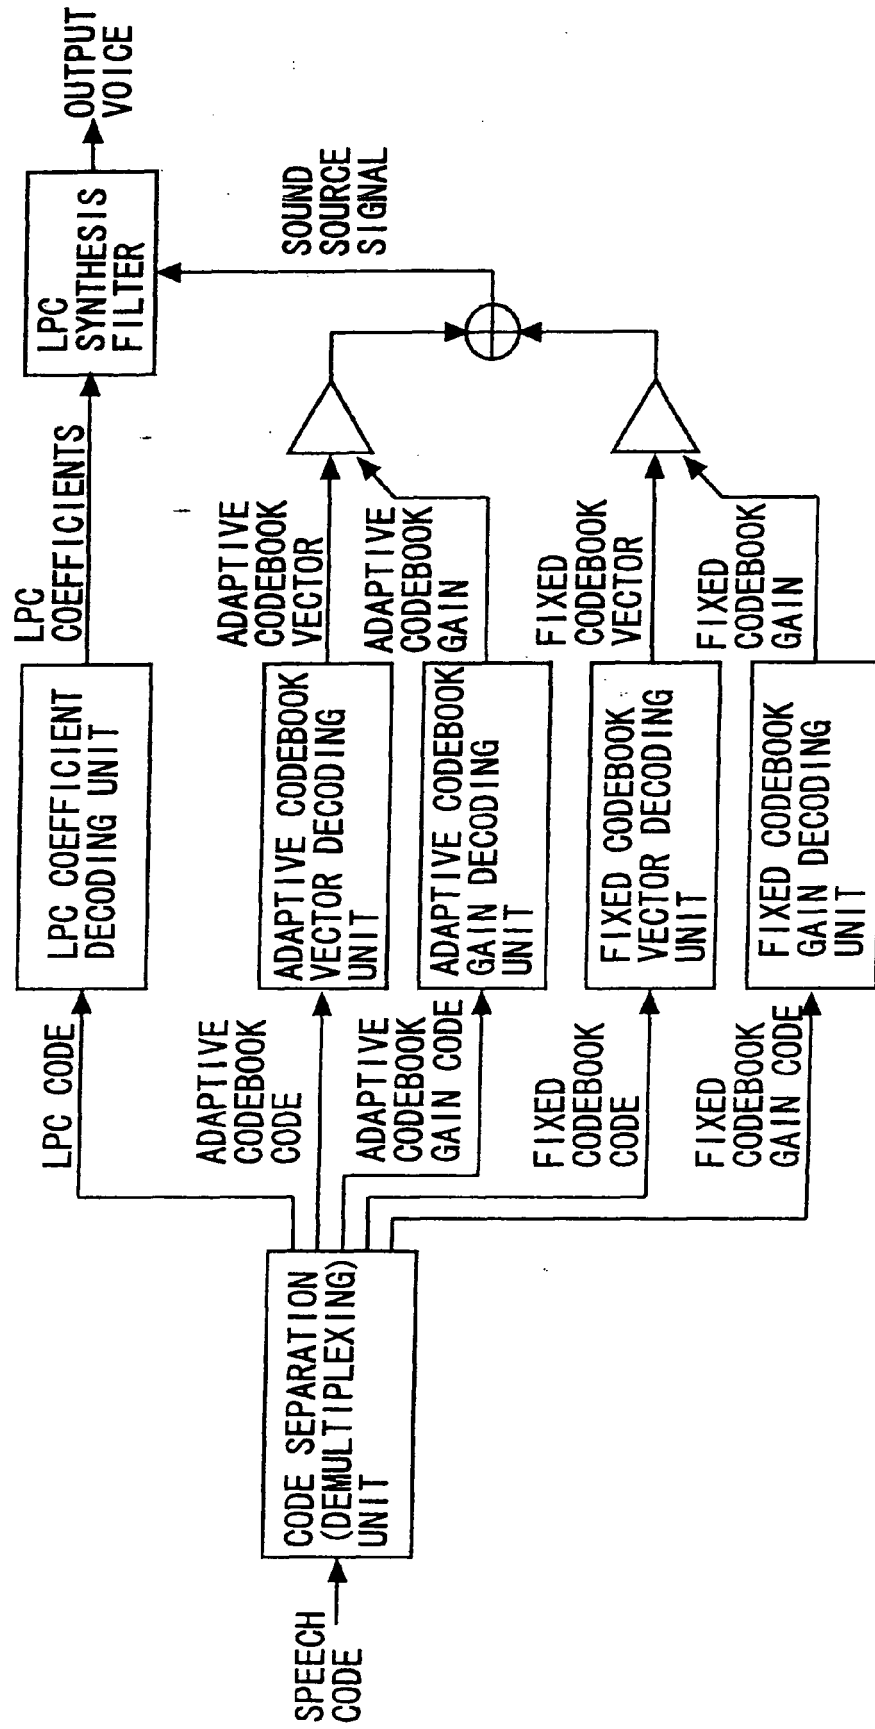 SPEECH
CODE
CODE SEPARATION
(DEMULTIPLEXING)
UNIT
LPC CODE
ADAPTIVE
CODEBOOK
CODE
ADAPTIVE
CODEBOOK
GAIN CODE
FIXED
CODEBOOK
CODE
FIXED
CODEBOOK
GAIN CODE
LPC COEFFICIENT
DECODING UNIT
ADAPTIVE CODEBOOK
VECTOR DECODING
UNIT
ADAPTIVE CODEBOOK
GAIN DECODING
UNIT
FIXED CODEBOOK
VECTOR DECODING
UNIT
FIXED CODEBOOK
GAIN DECODING
UNIT
LPC
COEFFICIENTS
ADAPTIVE
CODEBOOK
VECTOR
ADAPTIVE
CODEBOOK
GAIN
FIXED
CODEBOOK
VECTOR
FIXED
CODEBOOK
GAIN
LPC
SYNTHESIS
FILTER
SOUND
SOURCE
SIGNAL
OUTPUT
VOICE